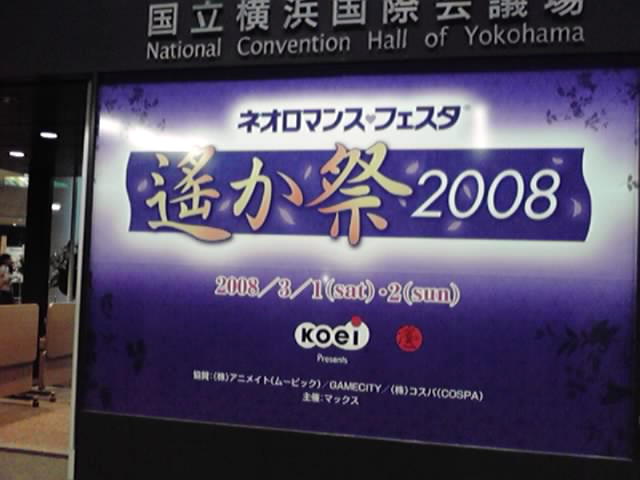 国立横浜国際会議場
National Convention Hall of Yokohama
ネオロマンス♥フェスタ
遙か祭2008
2008/3/1(sat)・2(sun)
KOEI
Presents
協賛:(株)アニメイト(ムービック)/GAMECITY/(株)コスパ(COSPA)
主催:マックス